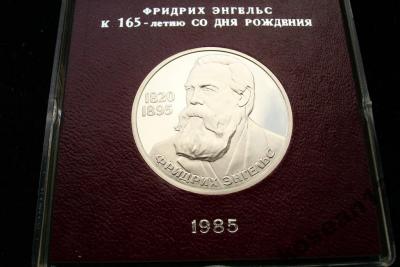 ФРИДРИХ ЭНГЕЛЬС
К 165-летию СО ДНЯ РОЖДЕНИЯ
1820
1895
ФРИДРИХ ЭНГЕЛЬС
1985